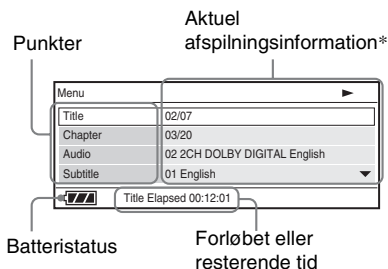 Punkter
Aktuel
afspilningsinformation*
Menu
Title 02/07
Chapter 03/20
Audio 02 2CH DOLBY DIGITAL English
Subtitle 01 English
Title Elapsed 00:12:01
Batteristatus
Forløbet eller
resterende tid